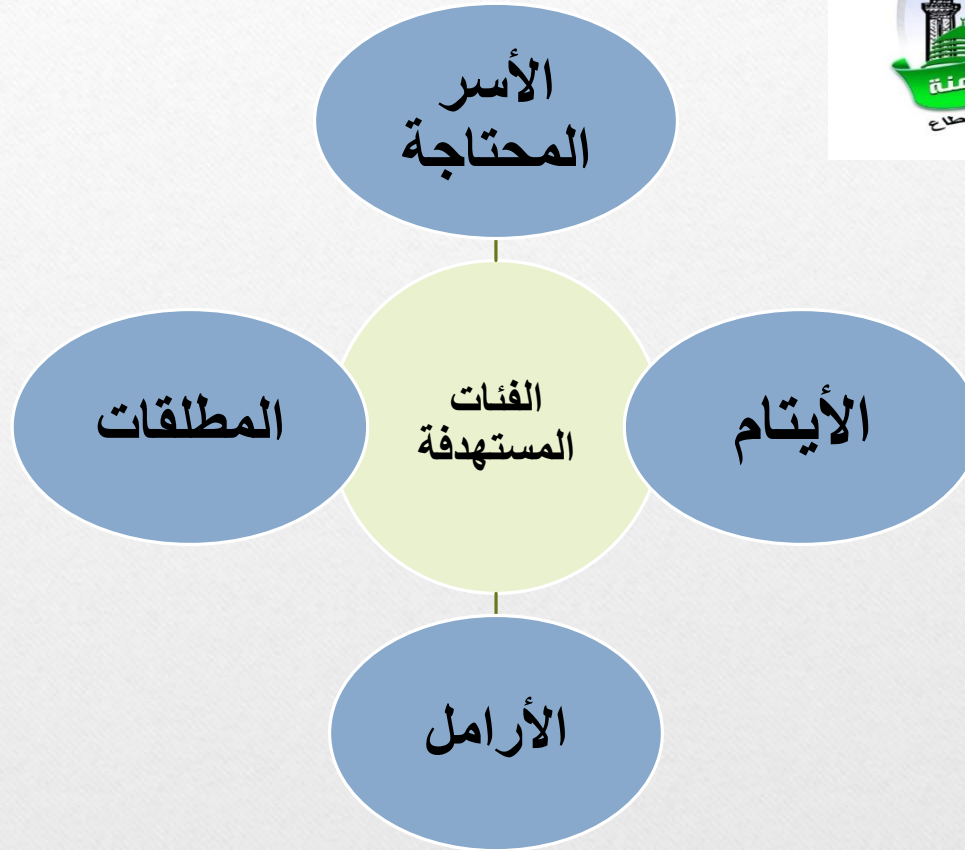 الأسر
المحتاجة
الفئات
المستهدفة
الأيتام
المطلقات
الأرامل